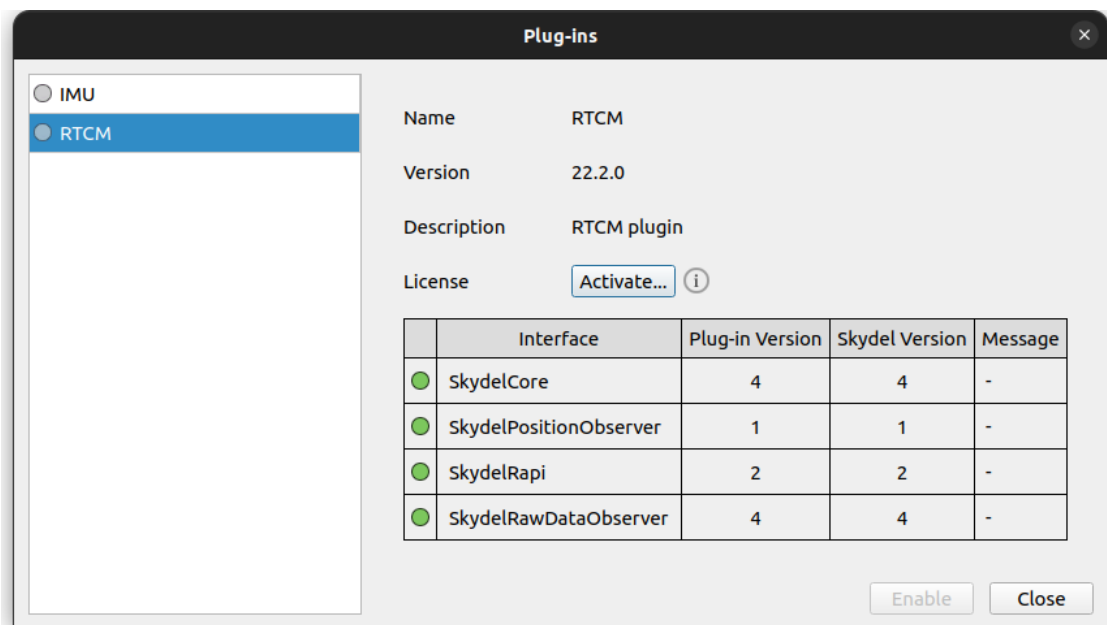 Plug-ins
IMU
RTCM
Name RTCM
Version 22.2.0
Description RTCM plugin
License Activate... i
Interface Plug-in Version Skydel Version Message
SkydelCore 4 4 -
SkydelPositionObserver 1 1 -
SkydelRapi 2 2 -
SkydelRawDataObserver 4 4 -
Enable Close